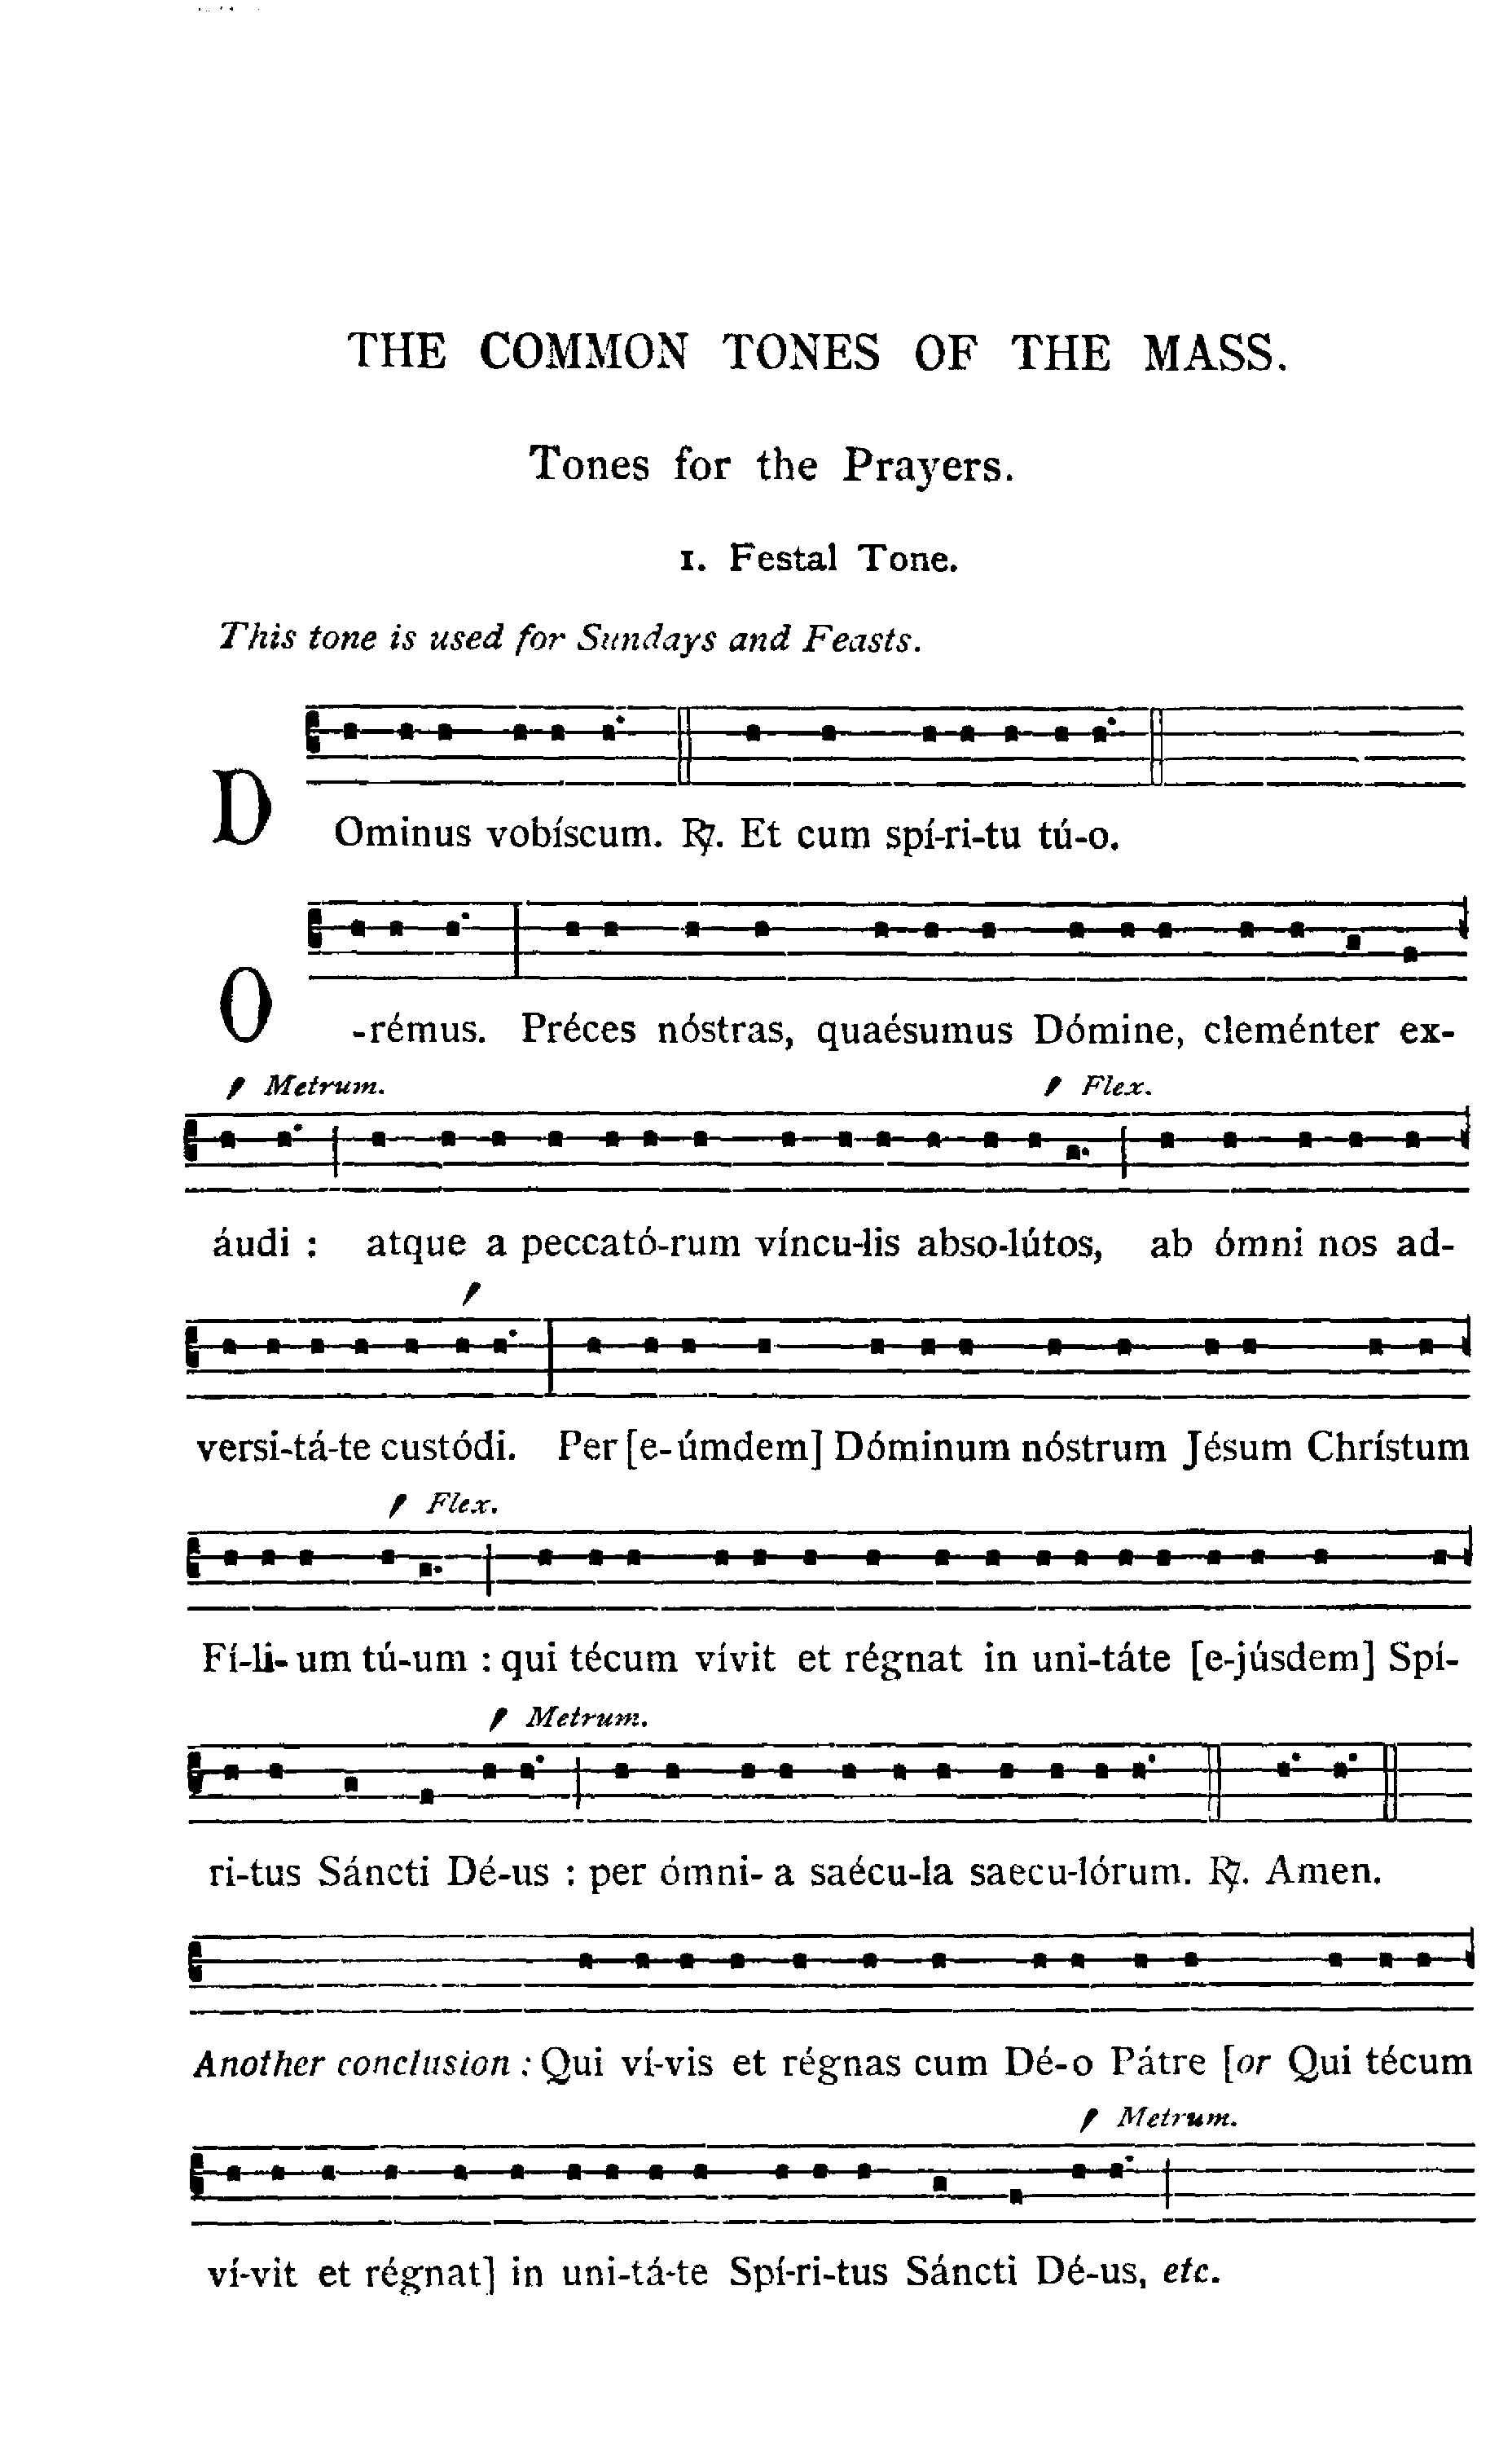 THE COMMON TONES OF THE MASS.
Tones for the Prayers.
1. Festal Tone.
This tone is used for Sundays and Feasts.
DOminus vobíscum. ℟. Et cum spí-ri-tu tú-o.
O-rémus. Préces nóstras, quaésumus Dómine, cleménter ex-
Metrum. Flex.
áudi : atque a peccató-rum víncu-lis abso-lútos, ab ómni nos ad-
versi-tá-te custódi. Per [e-úmdem] Dóminum nóstrum Jésum Chrístum
Flex.
Fí-li-um tú-um : qui técum vívit et régnat in uni-táte [e-júsdem] Spí-
Metrum.
ri-tus Sáncti Dé-us : per ómni-a saécu-la saecu-lórum. ℟. Amen.
Another conclusion : Qui ví-vis et régnas cum Dé-o Pátre [or Qui técum
Metrum.
ví-vit et régnat] in uni-tá-te Spí-ri-tus Sáncti Dé-us, etc.